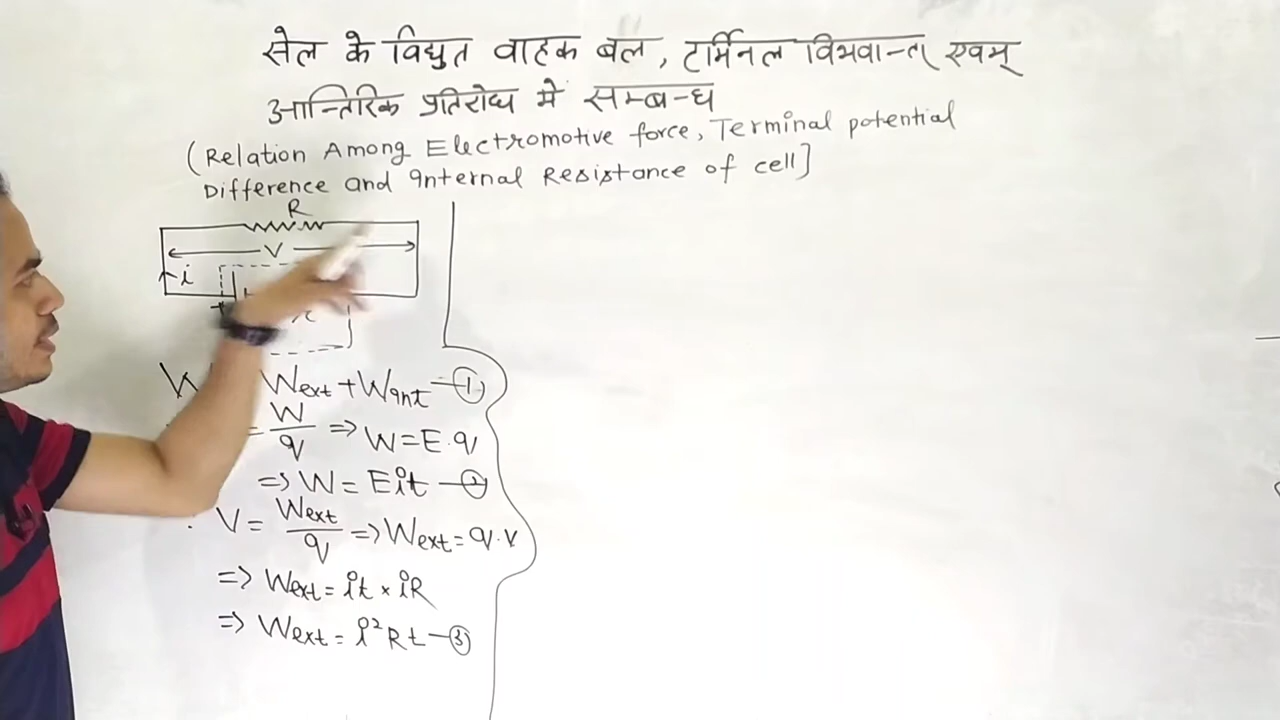 सेल के विद्युत वाहक बल, टर्मिनल विभवान्तर एवम्
आन्तिरिक प्रतिरोध में सम्बन्ध
(Relation Among Electromotive force, Terminal potential
Difference and Internal Resistance of cell]
R
V
i
W Wext + Wint —①
= W/q => W = E.q
=> W = Eit —②
V = Wext/q => Wext = q.v
=> Wext = it × iR
=> Wext = i²Rt —③